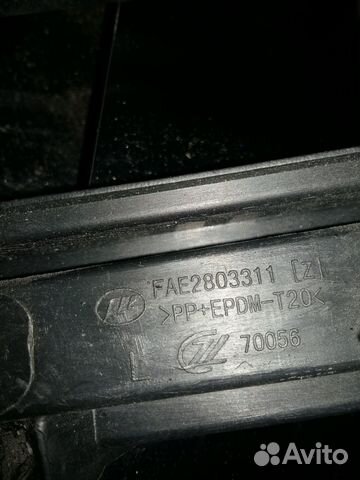 FAE2803311 [Z]
>PP+EPDM-T20<
70056
Avito